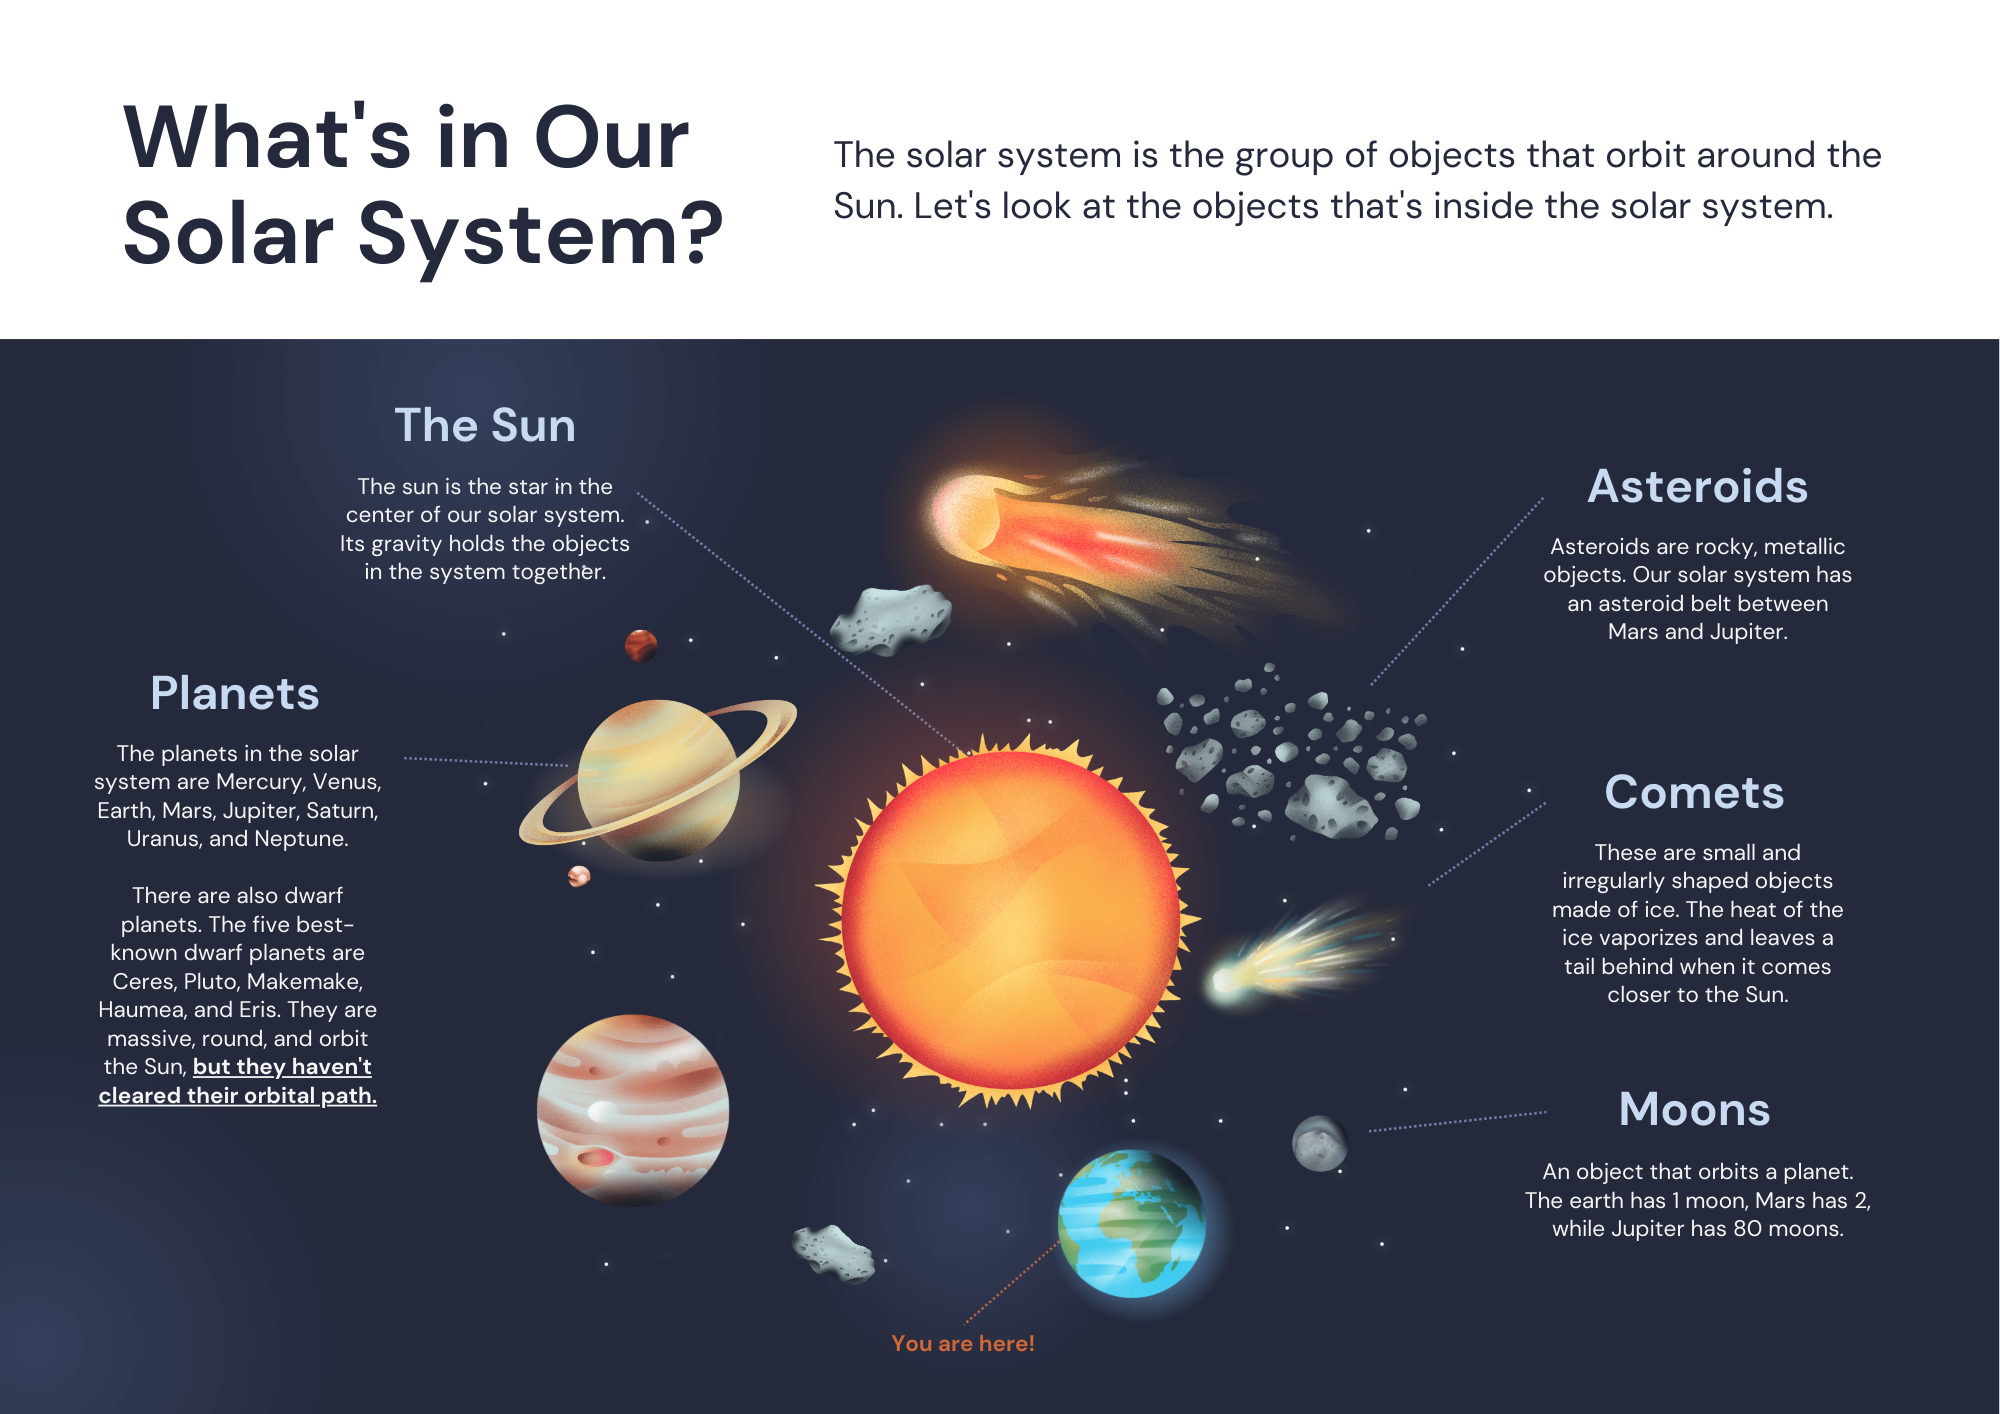 What's in Our
Solar System?
The solar system is the group of objects that orbit around the
Sun. Let's look at the objects that's inside the solar system.
The Sun
The sun is the star in the
center of our solar system.
Its gravity holds the objects
in the system together.
Planets
The planets in the solar
system are Mercury, Venus,
Earth, Mars, Jupiter, Saturn,
Uranus, and Neptune.
There are also dwarf
planets. The five best-
known dwarf planets are
Ceres, Pluto, Makemake,
Haumea, and Eris. They are
massive, round, and orbit
the Sun, but they haven't
cleared their orbital path.
Asteroids
Asteroids are rocky, metallic
objects. Our solar system has
an asteroid belt between
Mars and Jupiter.
Comets
These are small and
irregularly shaped objects
made of ice. The heat of the
ice vaporizes and leaves a
tail behind when it comes
closer to the Sun.
Moons
An object that orbits a planet.
The earth has 1 moon, Mars has 2,
while Jupiter has 80 moons.
You are here!